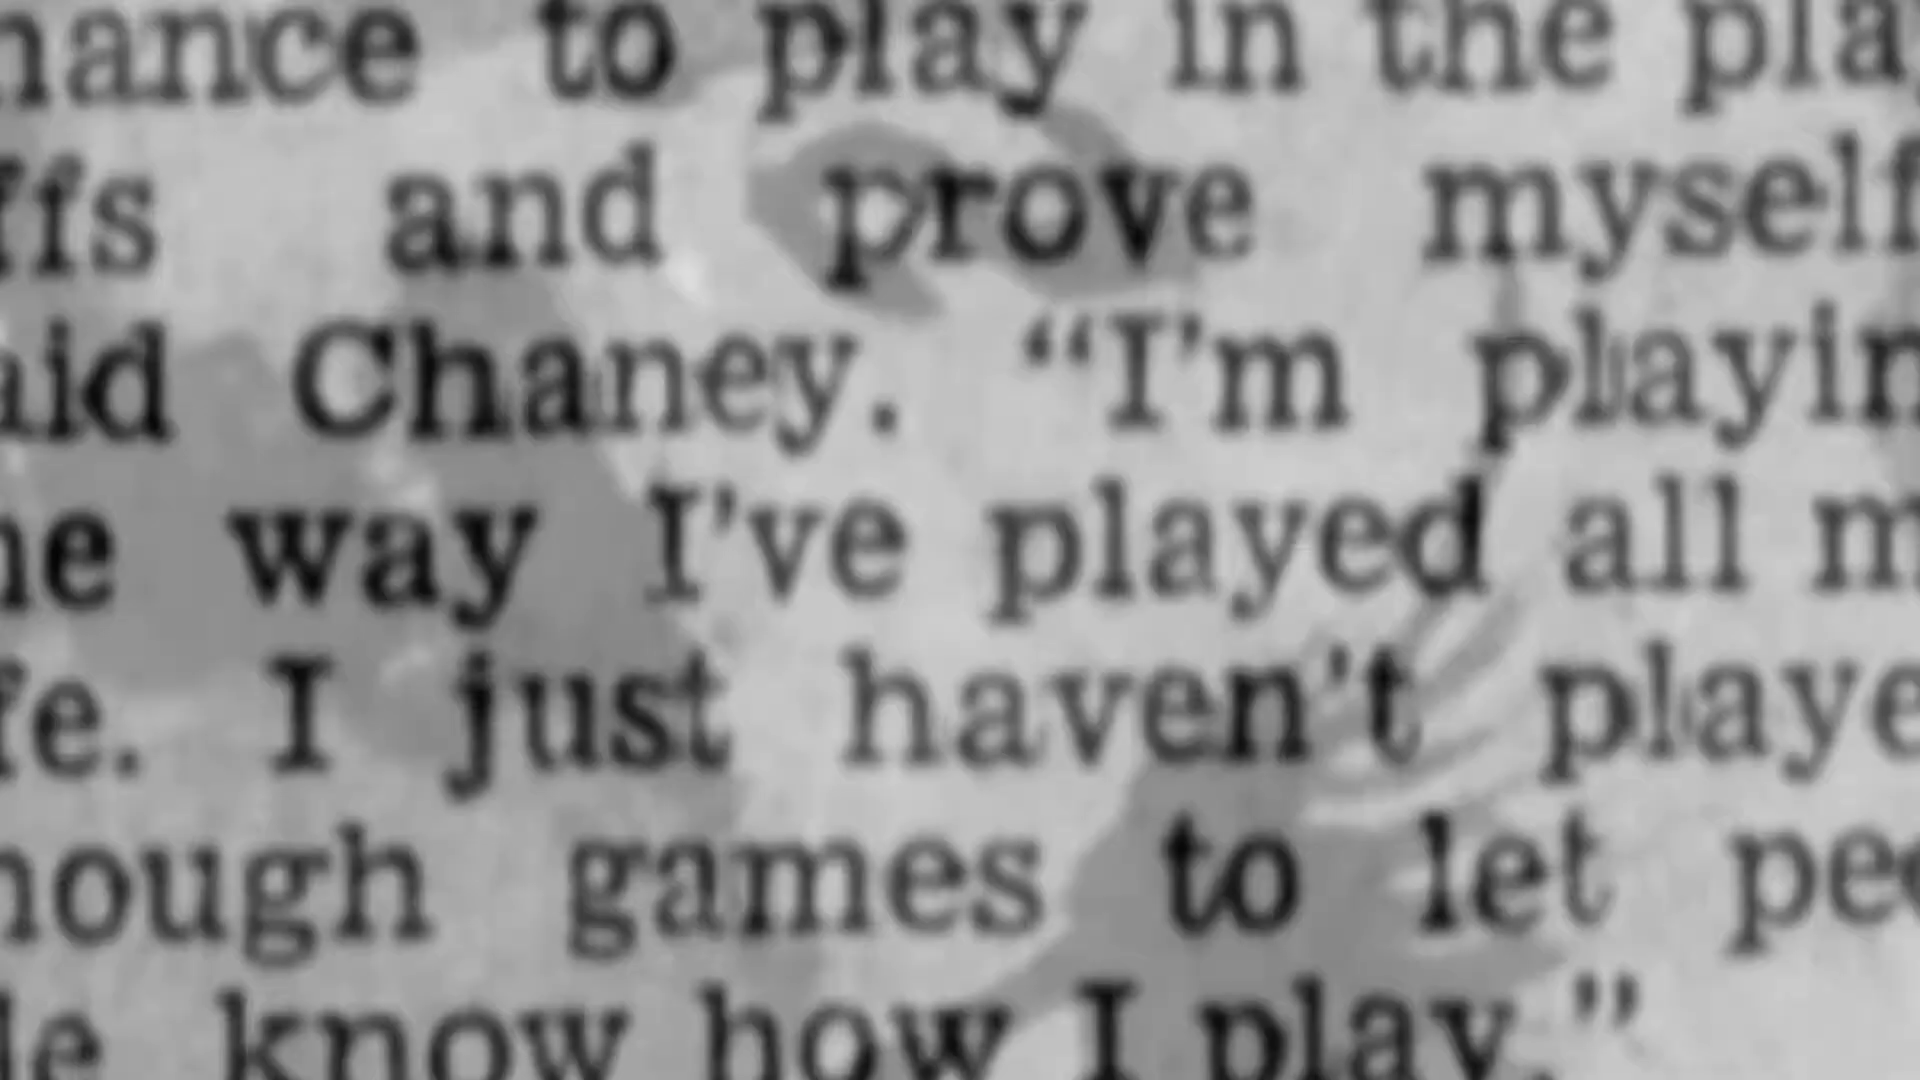 hance to play in the pla
ffs and prove myself
aid Chaney. “I'm playin
he way I've played all m
fe. I just haven't playe
nough games to let peo
le know how I play.”